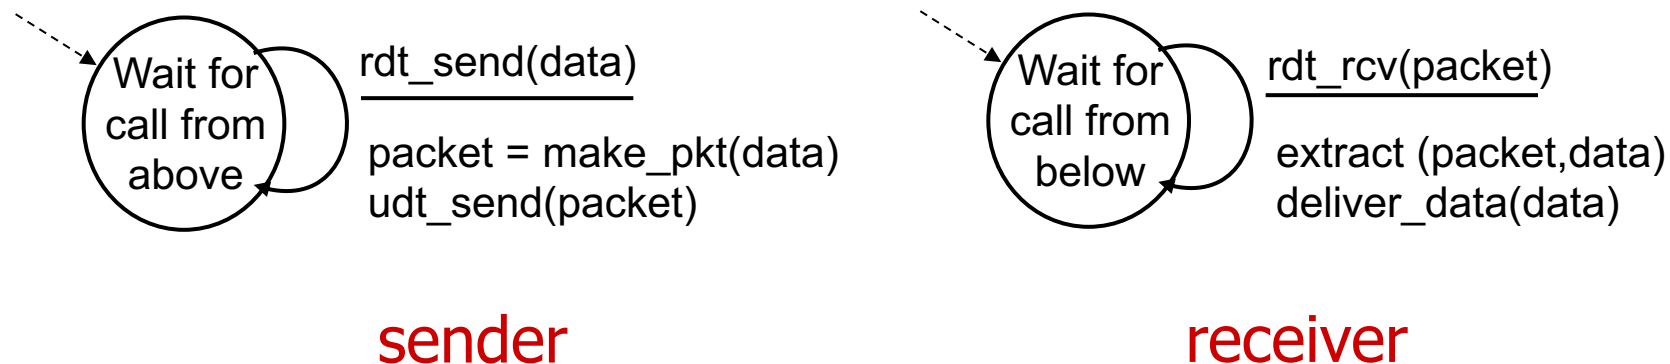 Wait for
call from
above
rdt_send(data)
packet = make_pkt(data)
udt_send(packet)
sender
Wait for
call from
below
rdt_rcv(packet)
extract (packet,data)
deliver_data(data)
receiver